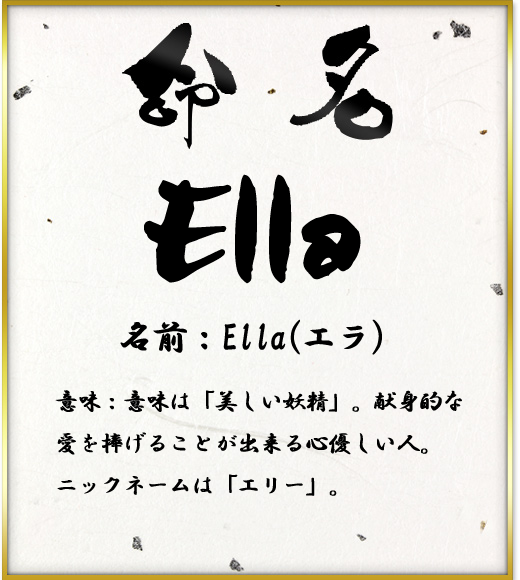 命名
Ella
名前：Ella(エラ)
意味：意味は「美しい妖精」。献身的な
愛を捧げることが出来る心優しい人。
ニックネームは「エリー」。